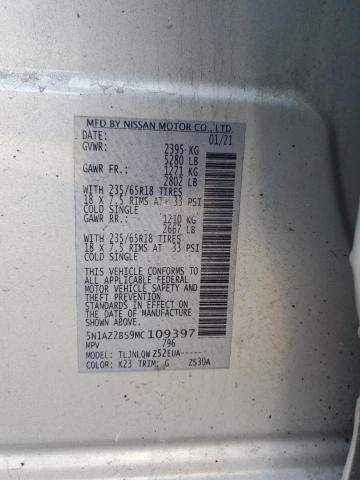 MFD BY NISSAN MOTOR CO., LTD.
DATE: 01/21
GVWR: 2395 KG
5280 LB
GAWR FR.: 1271 KG
2802 LB
WITH 235/65R18 TIRES
18 X 7.5 RIMS AT 33 PSI
COLD SINGLE
GAWR RR.: 1210 KG
2667 LB
WITH 235/65R18 TIRES
18 X 7.5 RIMS AT 33 PSI
COLD SINGLE
THIS VEHICLE CONFORMS
TO ALL APPLICABLE FEDERAL
MOTOR VEHICLE SAFETY AND
THEFT PREVENTION
STANDARDS IN EFFECT ON
THE DATE OF MANUFACTURE
SHOWN ABOVE.
5N1AZ2BS9MC109397
MPV 796
MODEL: TLJNLQWZ52EUA-----
COLOR: K23 TRIM: G ZS30A